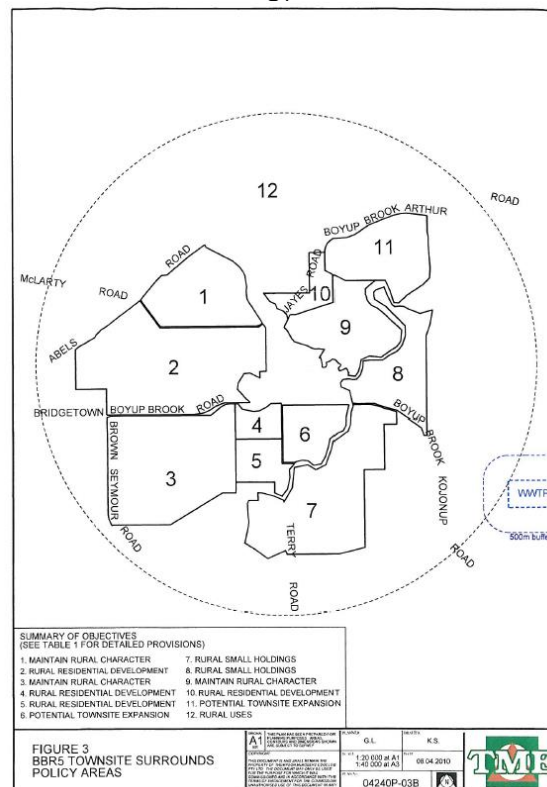 12
ROAD
BOYUP BROOK ARTHUR
11
ROAD
JAYES ROAD
10
McLARTY
ROAD
1
9
ABELS
2
8
BRIDGETOWN BOYUP BROOK ROAD
BOYUP BROOK
4
6
BROWN SEYMOUR
3
5
KOJONUP
WWTP
7
500m buffe
ROAD
TERRY
ROAD
ROAD
SUMMARY OF OBJECTIVES
(SEE TABLE 1 FOR DETAILED PROVISIONS)
1. MAINTAIN RURAL CHARACTER
2. RURAL RESIDENTIAL DEVELOPMENT
3. MAINTAIN RURAL CHARACTER
4. RURAL RESIDENTIAL DEVELOPMENT
5. RURAL RESIDENTIAL DEVELOPMENT
6. POTENTIAL TOWNSITE EXPANSION
7. RURAL SMALL HOLDINGS
8. RURAL SMALL HOLDINGS
9. MAINTAIN RURAL CHARACTER
10. RURAL RESIDENTIAL DEVELOPMENT
11. POTENTIAL TOWNSITE EXPANSION
12. RURAL USES
FIGURE 3
BBR5 TOWNSITE SURROUNDS
POLICY AREAS
A1
G.L.
K.S.
1:20 000 at A1
1:40 000 at A3
08.04.2010
04240P-03B
TME